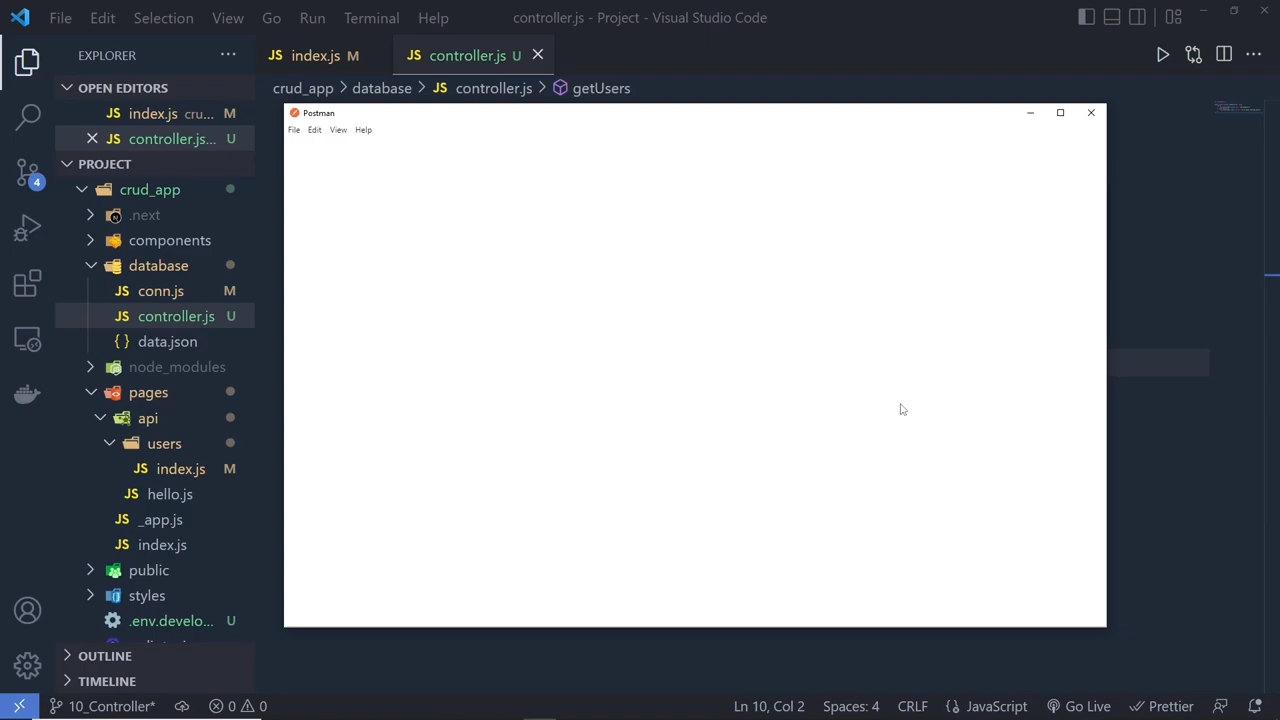 File Edit Selection View Go Run Terminal Help controller.js - Project - Visual Studio Code
EXPLORER
JS index.js M
JS controller.js U
OPEN EDITORS
JS index.js cru... M
JS controller.js... U
crud_app > database > JS controller.js > getUsers
PROJECT
crud_app
.next
components
database
JS conn.js M
JS controller.js U
{} data.json
node_modules
pages
api
users
JS index.js M
JS hello.js
JS _app.js
JS index.js
public
styles
.env.develo... U
OUTLINE
TIMELINE
4
Postman
File Edit View Help
10_Controller* 0 0 Ln 10, Col 2 Spaces: 4 CRLF JavaScript Go Live Prettier